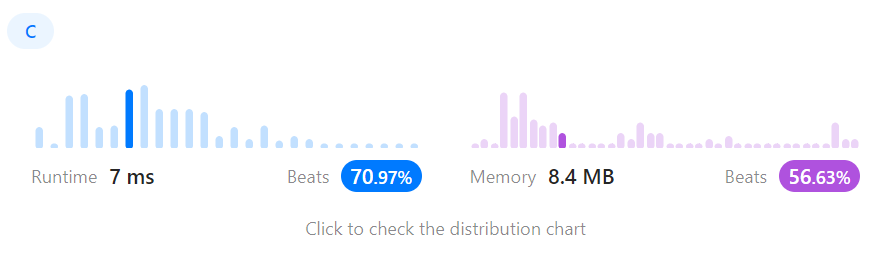 C
Runtime 7 ms Beats 70.97% Memory 8.4 MB Beats 56.63%
Click to check the distribution chart